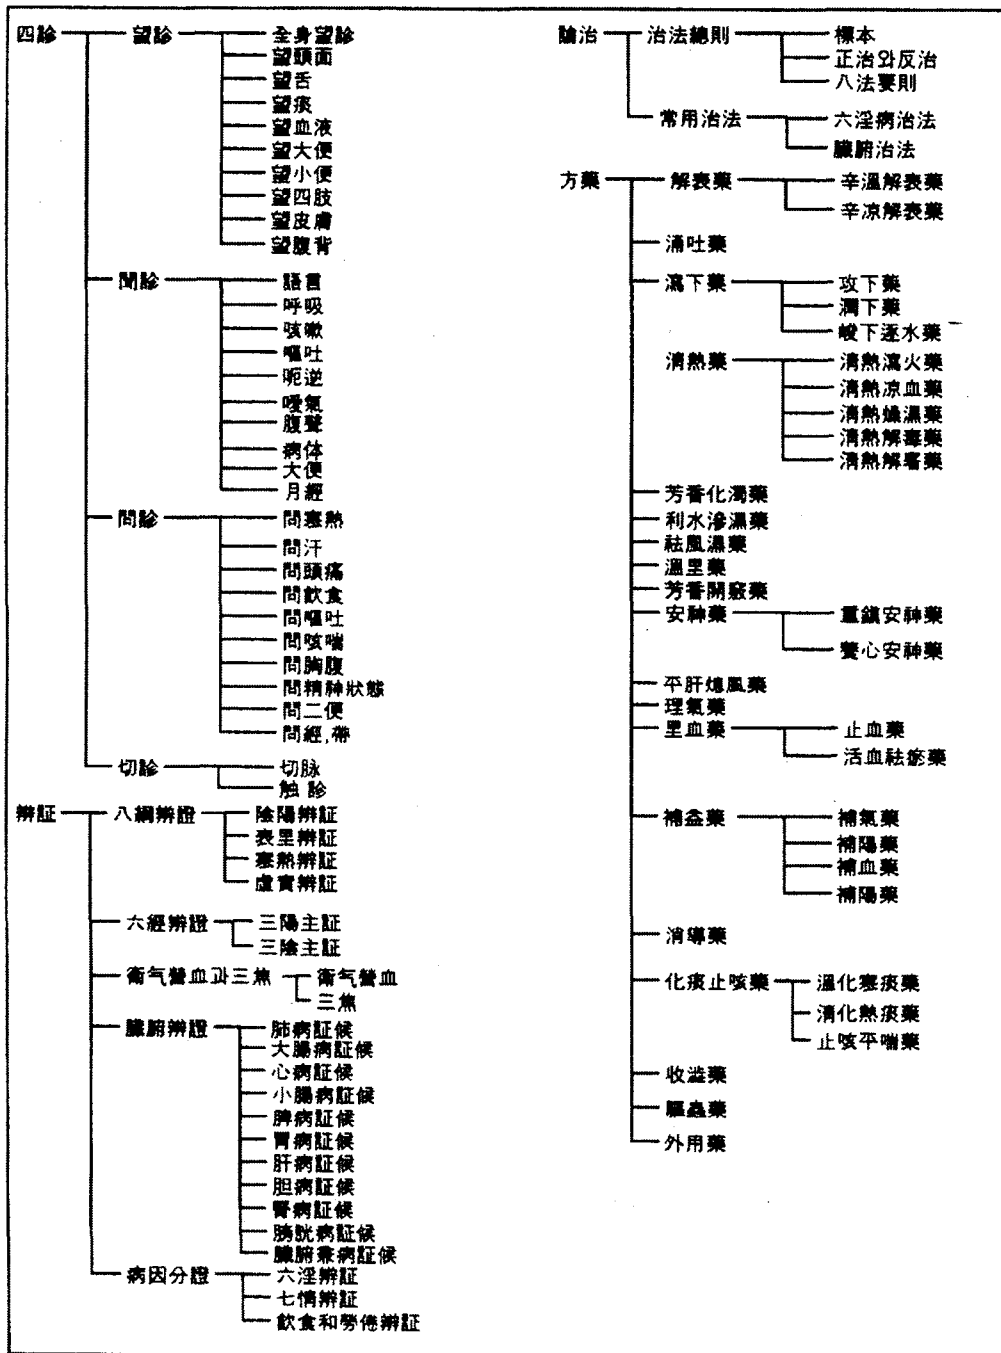 四診 望診 全身望診
望頭面
望舌
望痰
望血液
望大便
望小便
望四肢
望皮膚
望腹背
聞診 語言
呼吸
咳嗽
嘔吐
呃逆
噯氣
腹聲
病体
大便
月經
問診 問寒熱
問汗
問頭痛
問飮食
問嘔吐
問咳喘
問胸腹
問精神狀態
問二便
問經,帶
切診 切脉
触診
辨証 八綱辨證 陰陽辨証
表里辨証
寒熱辨証
虛實辨証
六經辨證 三陽主証
三陰主証
衛气營血과三焦 衛气營血
三焦
臟腑辨證 肺病証候
大腸病証候
心病証候
小腸病証候
脾病証候
胃病証候
肝病証候
胆病証候
腎病証候
膀胱病証候
臟腑兼病証候
病因分證 六淫辨証
七情辨証
飮食和勞倦辨証
論治 治法總則 標本
正治와反治
八法要則
常用治法 六淫病治法
臟腑治法
方藥 解表藥 辛溫解表藥
辛凉解表藥
涌吐藥
瀉下藥 攻下藥
潤下藥
峻下逐水藥
淸熱藥 淸熱瀉火藥
淸熱凉血藥
淸熱燥濕藥
淸熱解毒藥
淸熱解暑藥
芳香化濁藥
利水滲濕藥
祛風濕藥
溫里藥
芳香開竅藥
安神藥 重鎭安神藥
養心安神藥
平肝熄風藥
理氣藥
里血藥 止血藥
活血祛瘀藥
補益藥 補氣藥
補陽藥
補血藥
補陽藥
消導藥
化痰止咳藥 溫化寒痰藥
淸化熱痰藥
止咳平喘藥
收澁藥
驅蟲藥
外用藥